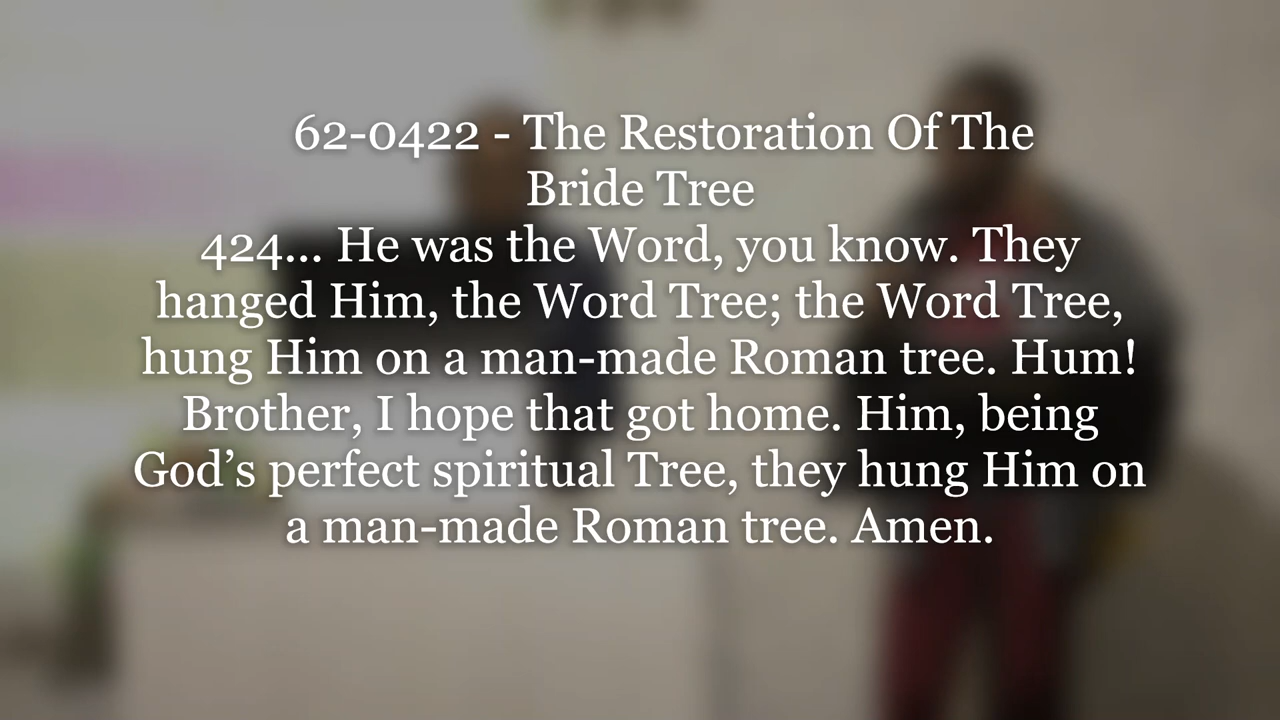 62-0422 - The Restoration Of The
Bride Tree
424... He was the Word, you know. They
hanged Him, the Word Tree; the Word Tree,
hung Him on a man-made Roman tree. Hum!
Brother, I hope that got home. Him, being
God’s perfect spiritual Tree, they hung Him on
a man-made Roman tree. Amen.